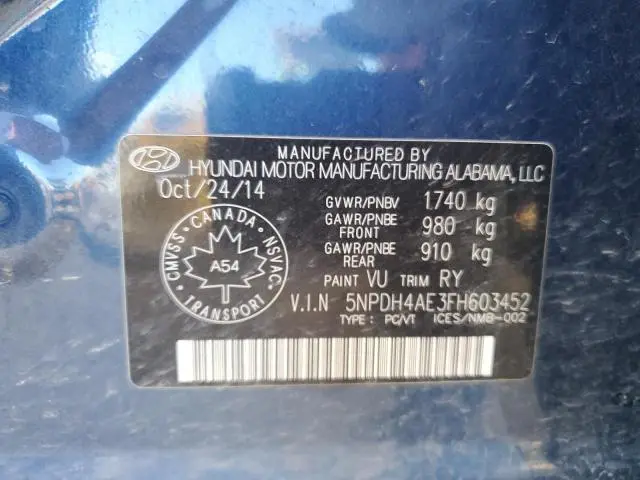 MANUFACTURED BY
HYUNDAI MOTOR MANUFACTURING ALABAMA, LLC
Oct/24/14
GVWR/PNBV 1740 kg
GAWR/PNBE FRONT 980 kg
GAWR/PNBE REAR 910 kg
CANADA
CMVSS NSVAC
A54
TRANSPORT
PAINT VU TRIM RY
V.I.N 5NPDH4AE3FH603452
TYPE : PC/VT ICES/NMB-002